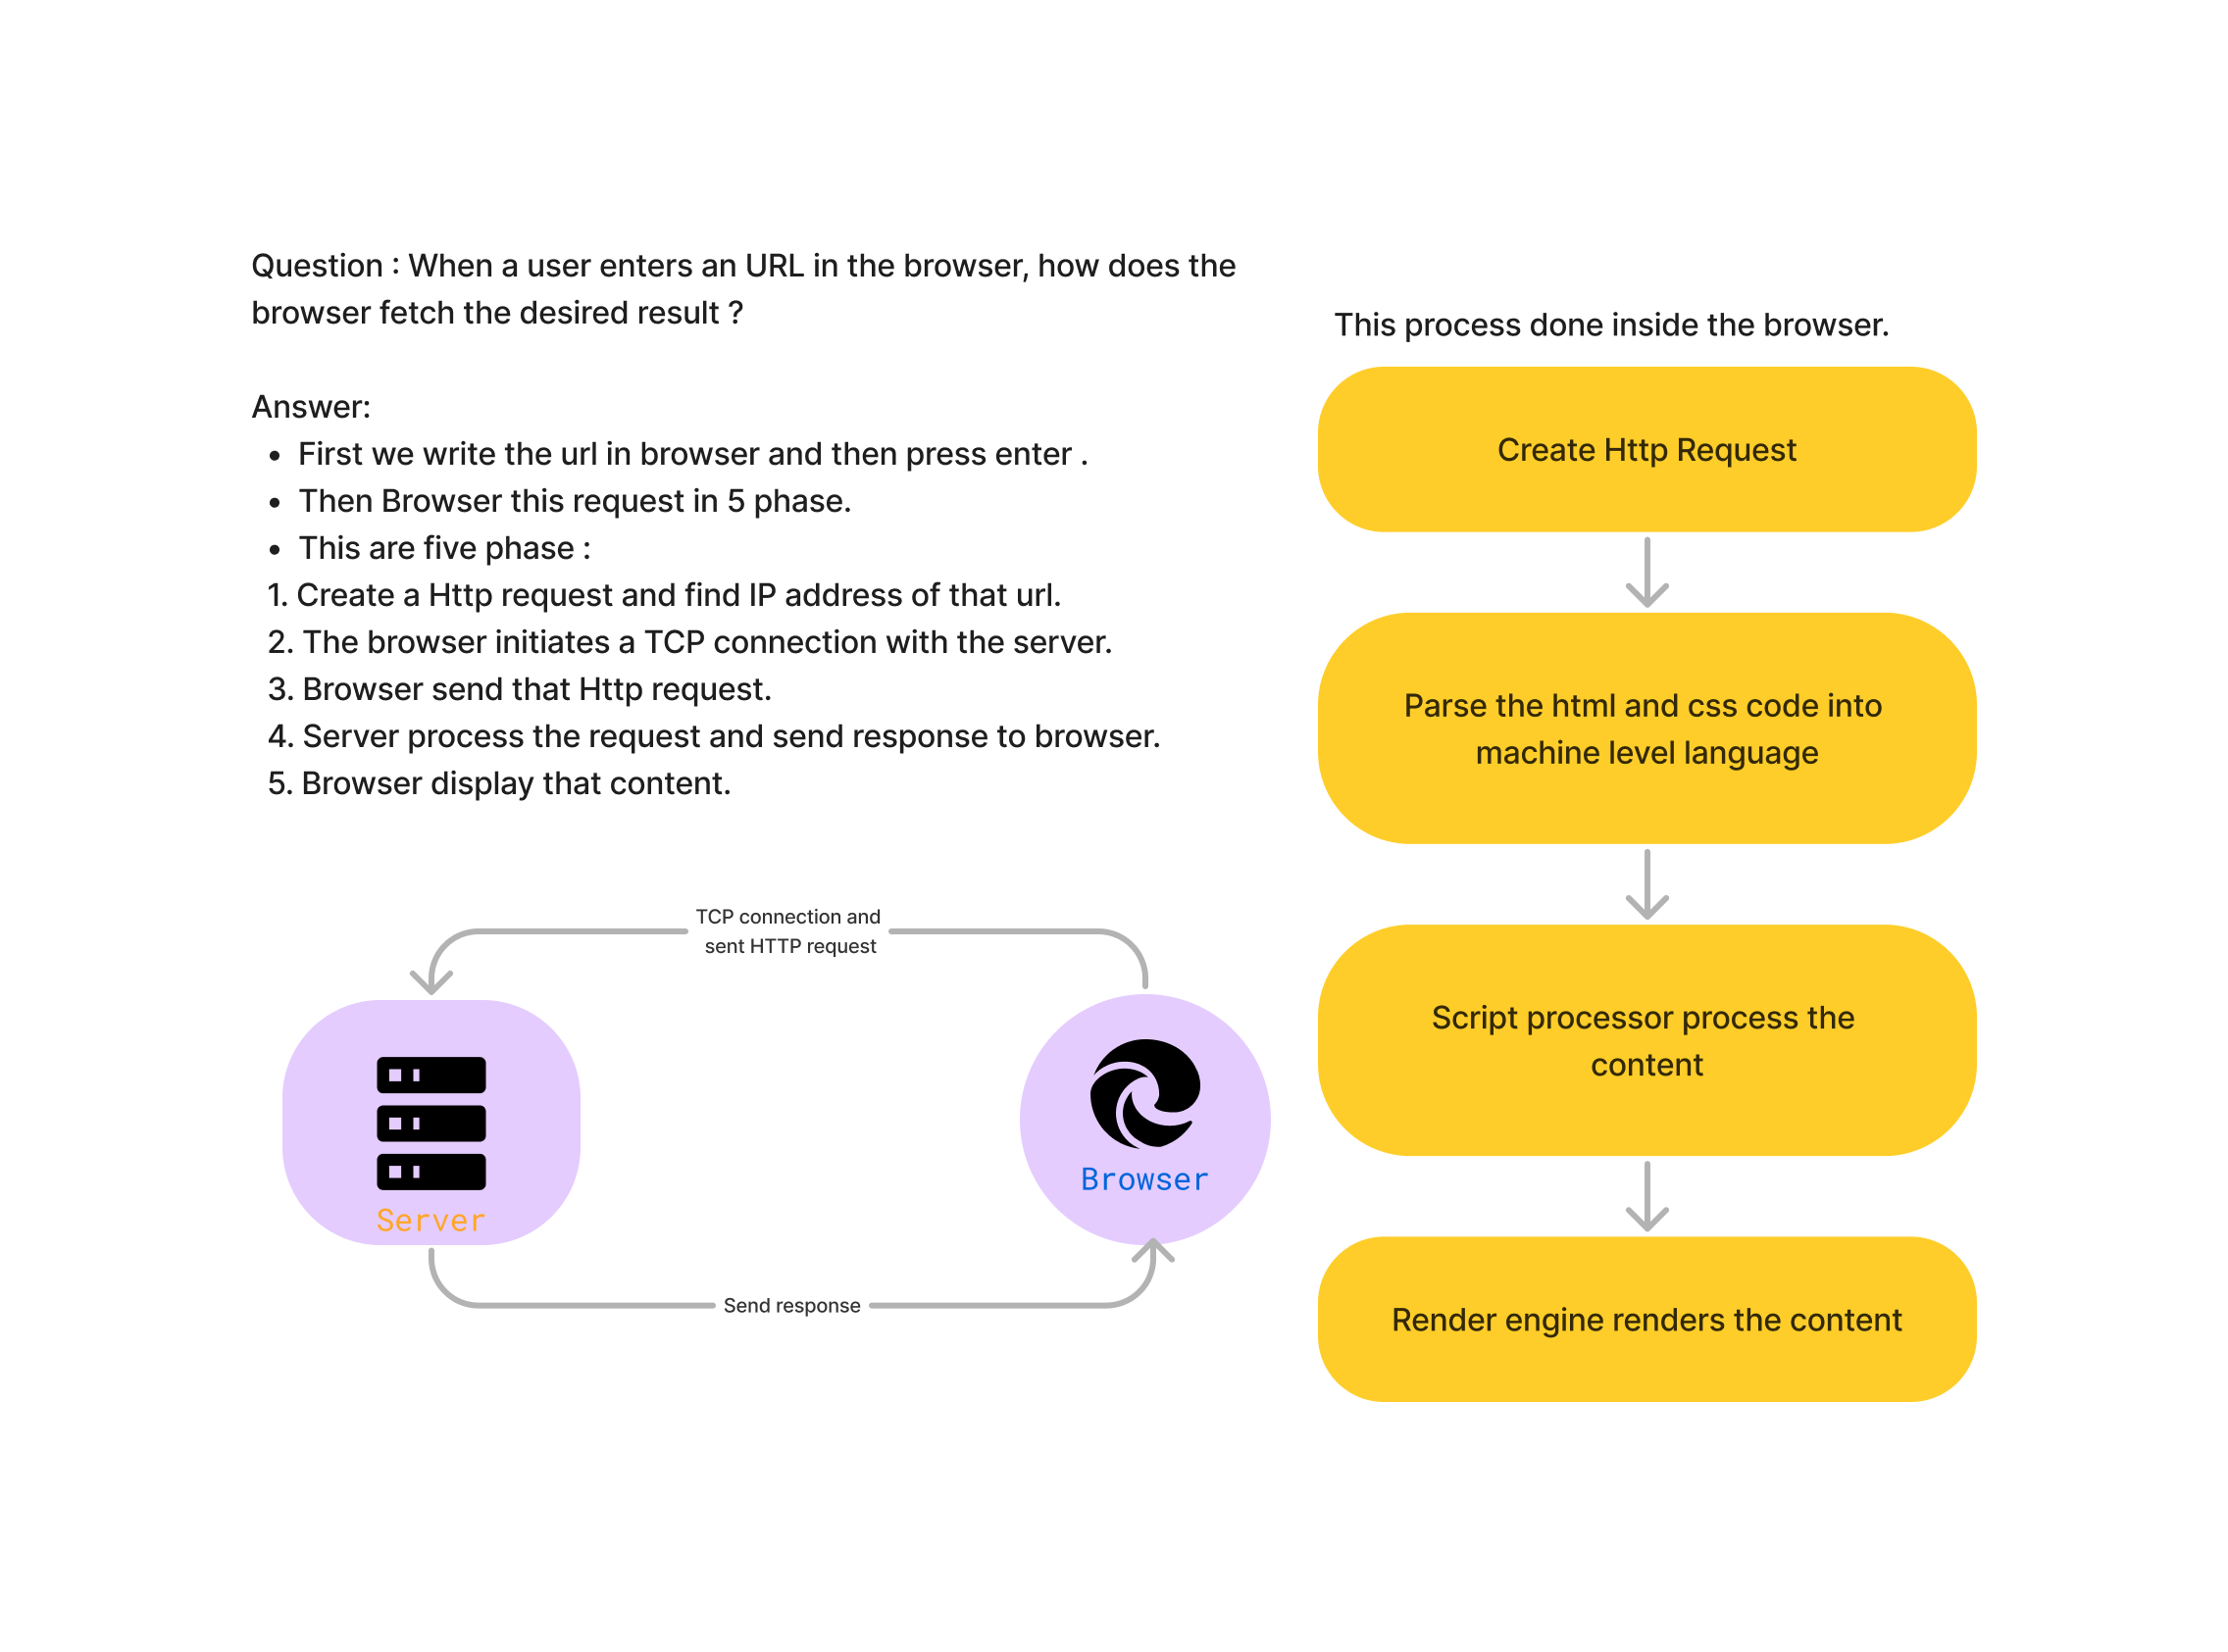 Question : When a user enters an URL in the browser, how does the
browser fetch the desired result ?
Answer:
• First we write the url in browser and then press enter .
• Then Browser this request in 5 phase.
• This are five phase :
1. Create a Http request and find IP address of that url.
2. The browser initiates a TCP connection with the server.
3. Browser send that Http request.
4. Server process the request and send response to browser.
5. Browser display that content.
TCP connection and
sent HTTP request
Server
Browser
Send response
This process done inside the browser.
Create Http Request
Parse the html and css code into
machine level language
Script processor process the
content
Render engine renders the content